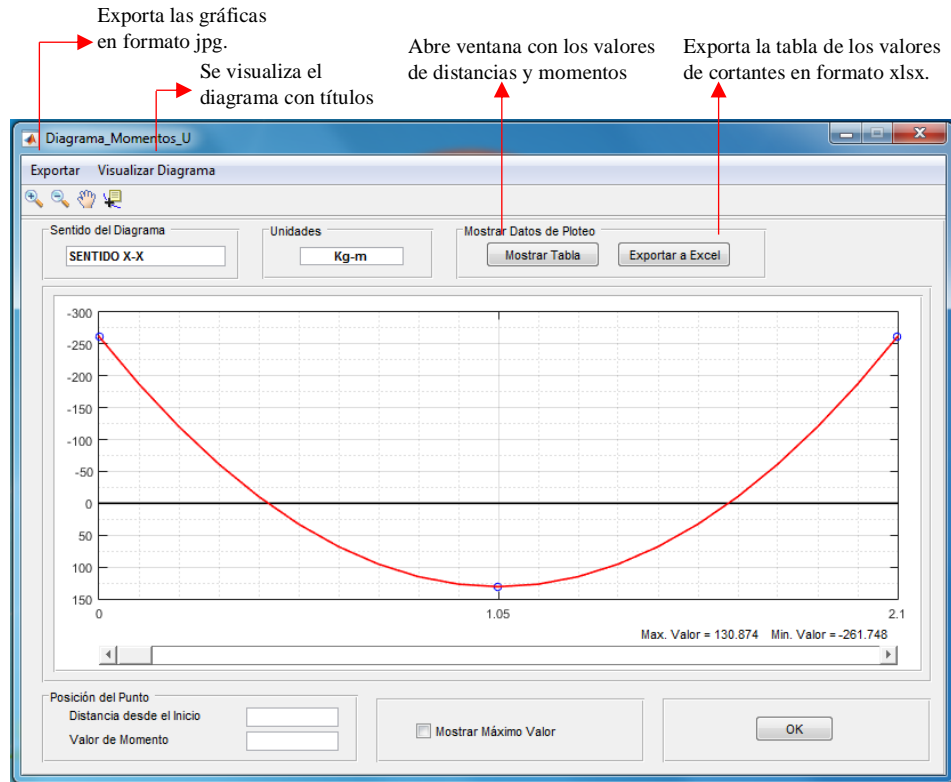 Exporta las gráficas
en formato jpg.
Se visualiza el
diagrama con títulos
Abre ventana con los valores
de distancias y momentos
Exporta la tabla de los valores
de cortantes en formato xlsx.
Diagrama_Momentos_U
Exportar Visualizar Diagrama
Sentido del Diagrama
SENTIDO X-X
Unidades
Kg-m
Mostrar Datos de Ploteo
Mostrar Tabla
Exportar a Excel
-300
-250
-200
-150
-100
-50
0
50
100
150
0 1.05 2.1
Max. Valor = 130.874 Min. Valor = -261.748
Posición del Punto
Distancia desde el Inicio
Valor de Momento
Mostrar Máximo Valor
OK